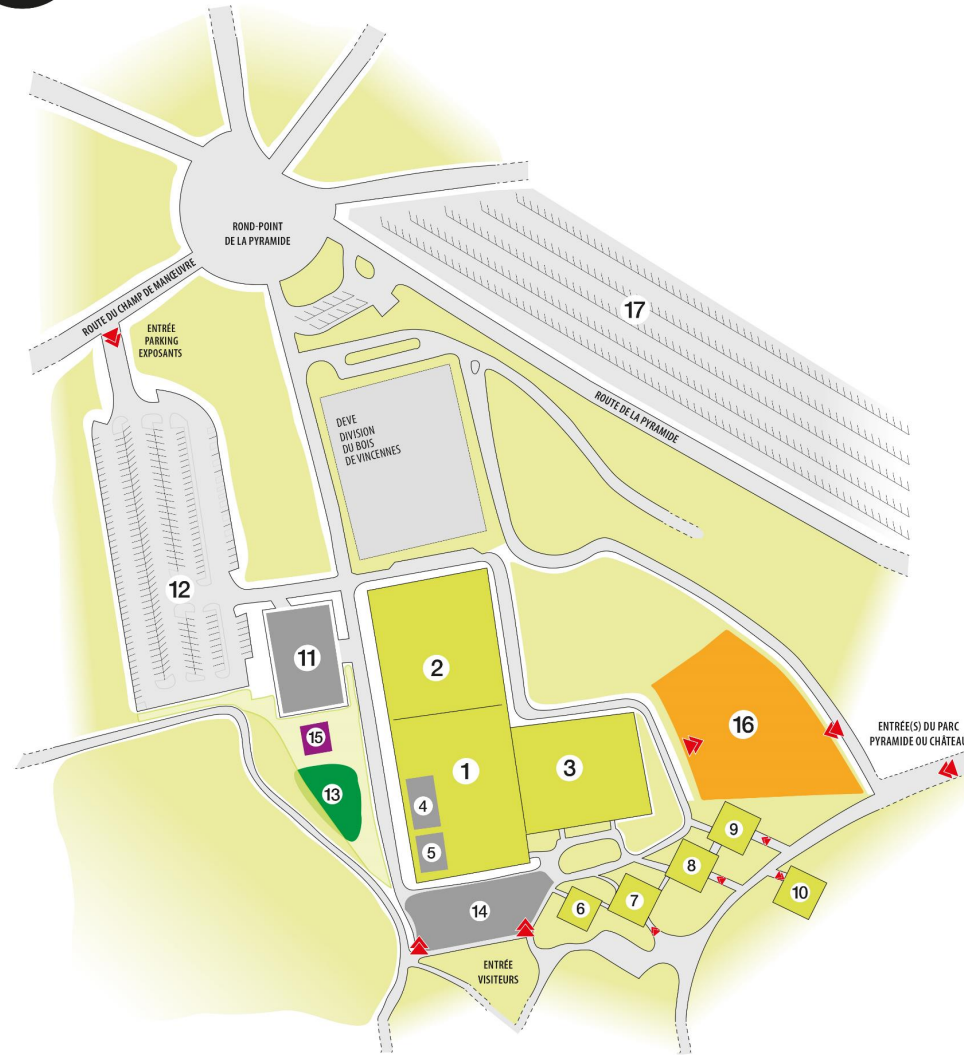 ROND-POINT
DE LA PYRAMIDE
ROUTE DU CHAMP DE MANŒUVRE
ENTRÉE
PARKING
EXPOSANTS
17
ROUTE DE LA PYRAMIDE
DEVE
DIVISION
DU BOIS
DE VINCENNES
12
11
2
15
13
1
3
4
5
16
ENTRÉE(S) DU PARC
PYRAMIDE OU CHÂTEAU
9
8
10
7
6
14
ENTRÉE
VISITEURS